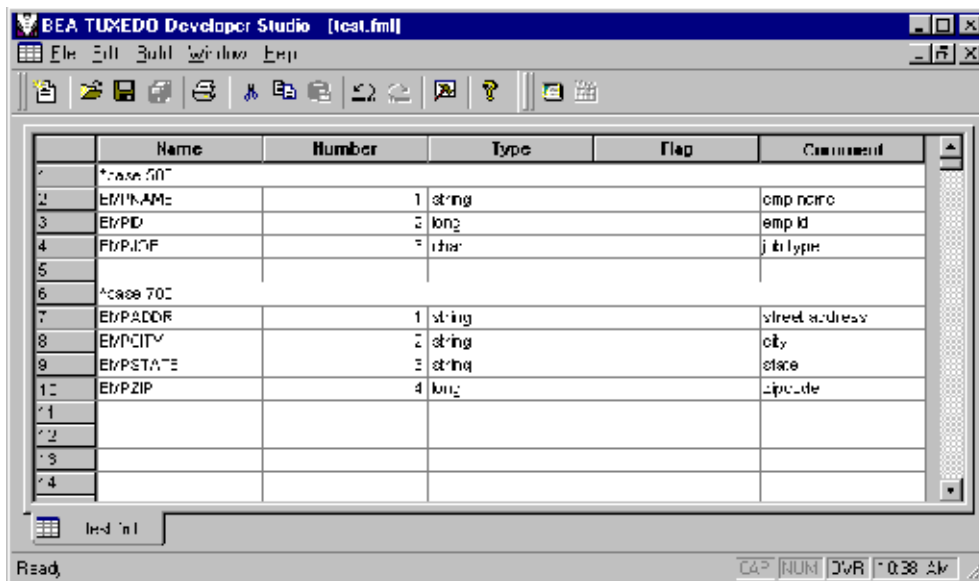 BEA TUXEDO Developer Studio [test.fml]
File Edit Build Window Help
Name Number Type Flag Comment
1 *base 500
2 EMPNAME 1 string emp name
3 EMPID 2 long emp id
4 EMPJOB 3 char job type
5
6 *base 700
7 EMPADDR 1 string street address
8 EMPCITY 2 string city
9 EMPSTATE 3 string state
10 EMPZIP 4 long zipcode
11
12
13
14
test.fml
Ready CAP NUM OVR 10:38 AM